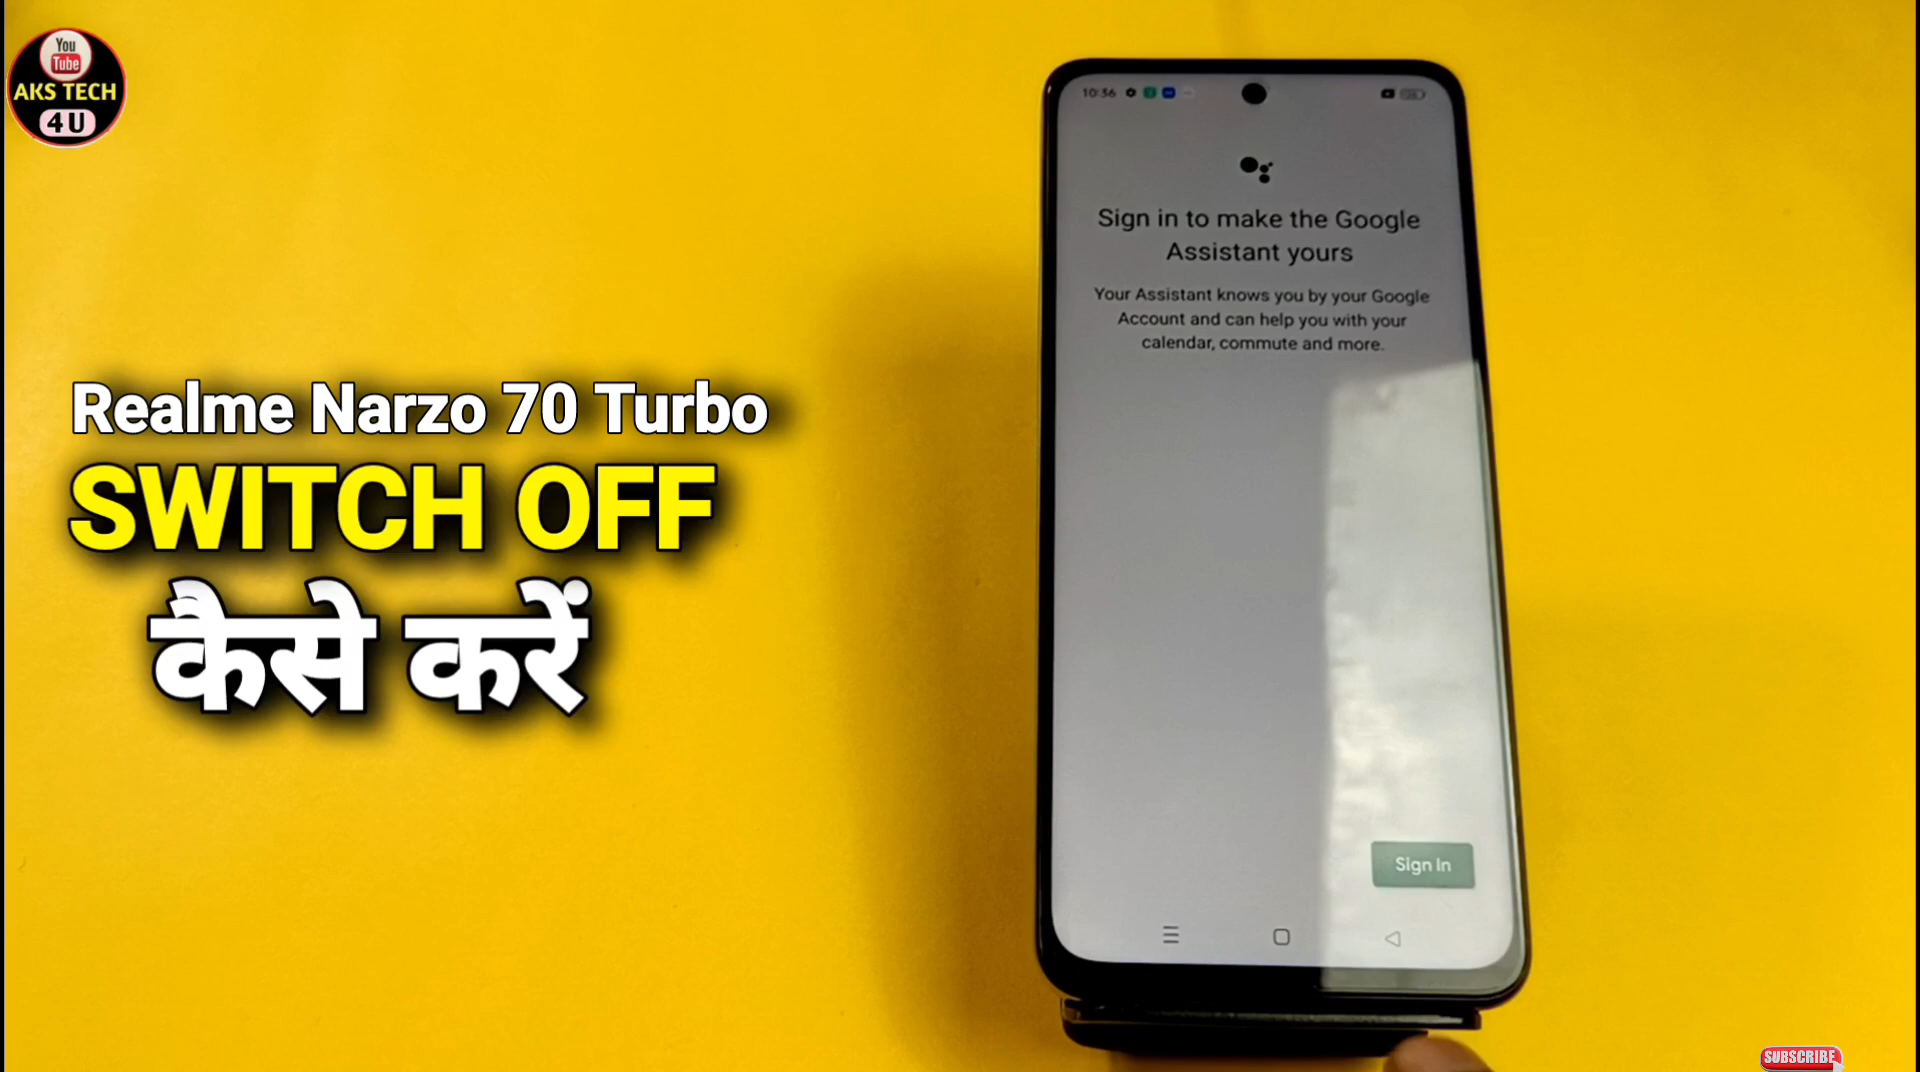 You
Tube
AKS TECH
4U
10:36
Sign in to make the Google
Assistant yours
Your Assistant knows you by your Google
Account and can help you with your
calendar, commute and more.
Realme Narzo 70 Turbo
SWITCH OFF
कैसे करें
Sign In
SUBSCRIBE